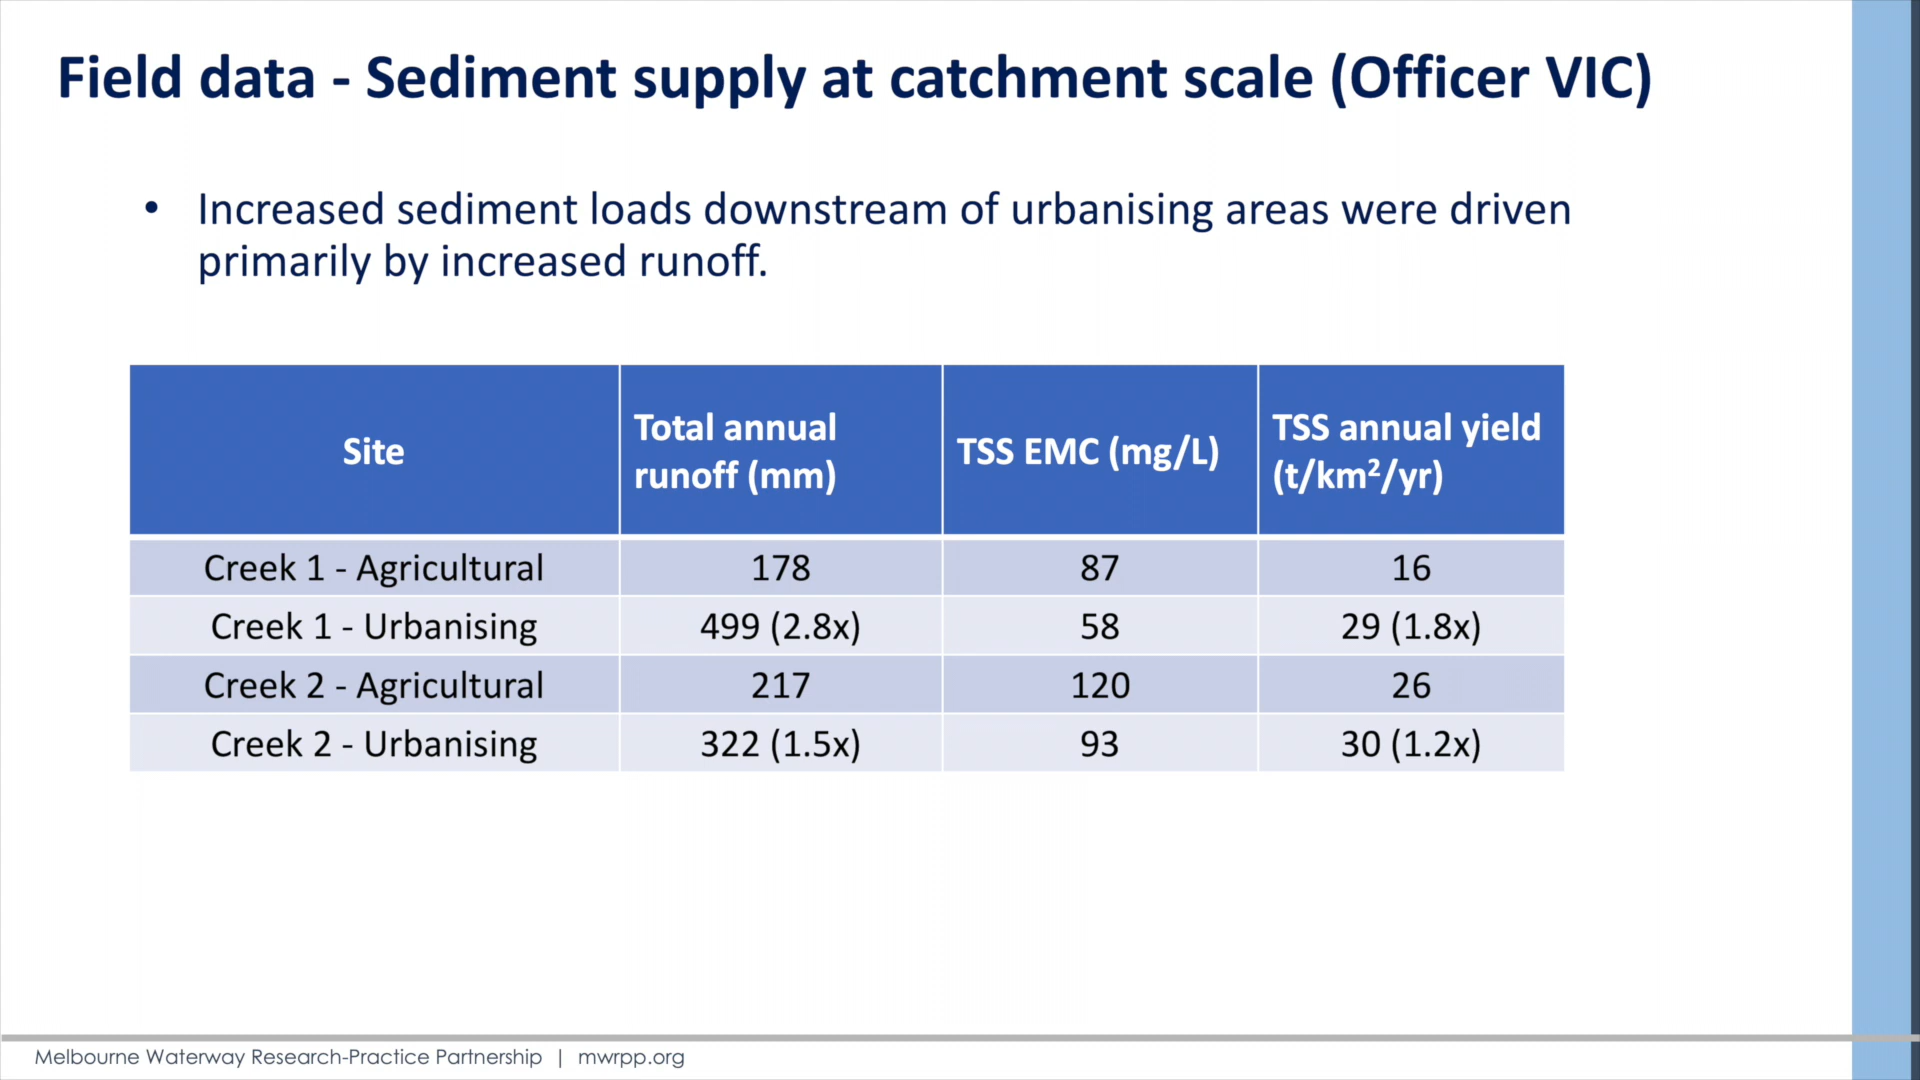 Field data - Sediment supply at catchment scale (Officer VIC)
• Increased sediment loads downstream of urbanising areas were driven
primarily by increased runoff.
Site
Total annual
runoff (mm)
TSS EMC (mg/L)
TSS annual yield
(t/km²/yr)
Creek 1 - Agricultural 178 87 16
Creek 1 - Urbanising 499 (2.8x) 58 29 (1.8x)
Creek 2 - Agricultural 217 120 26
Creek 2 - Urbanising 322 (1.5x) 93 30 (1.2x)
Melbourne Waterway Research-Practice Partnership | mwrpp.org